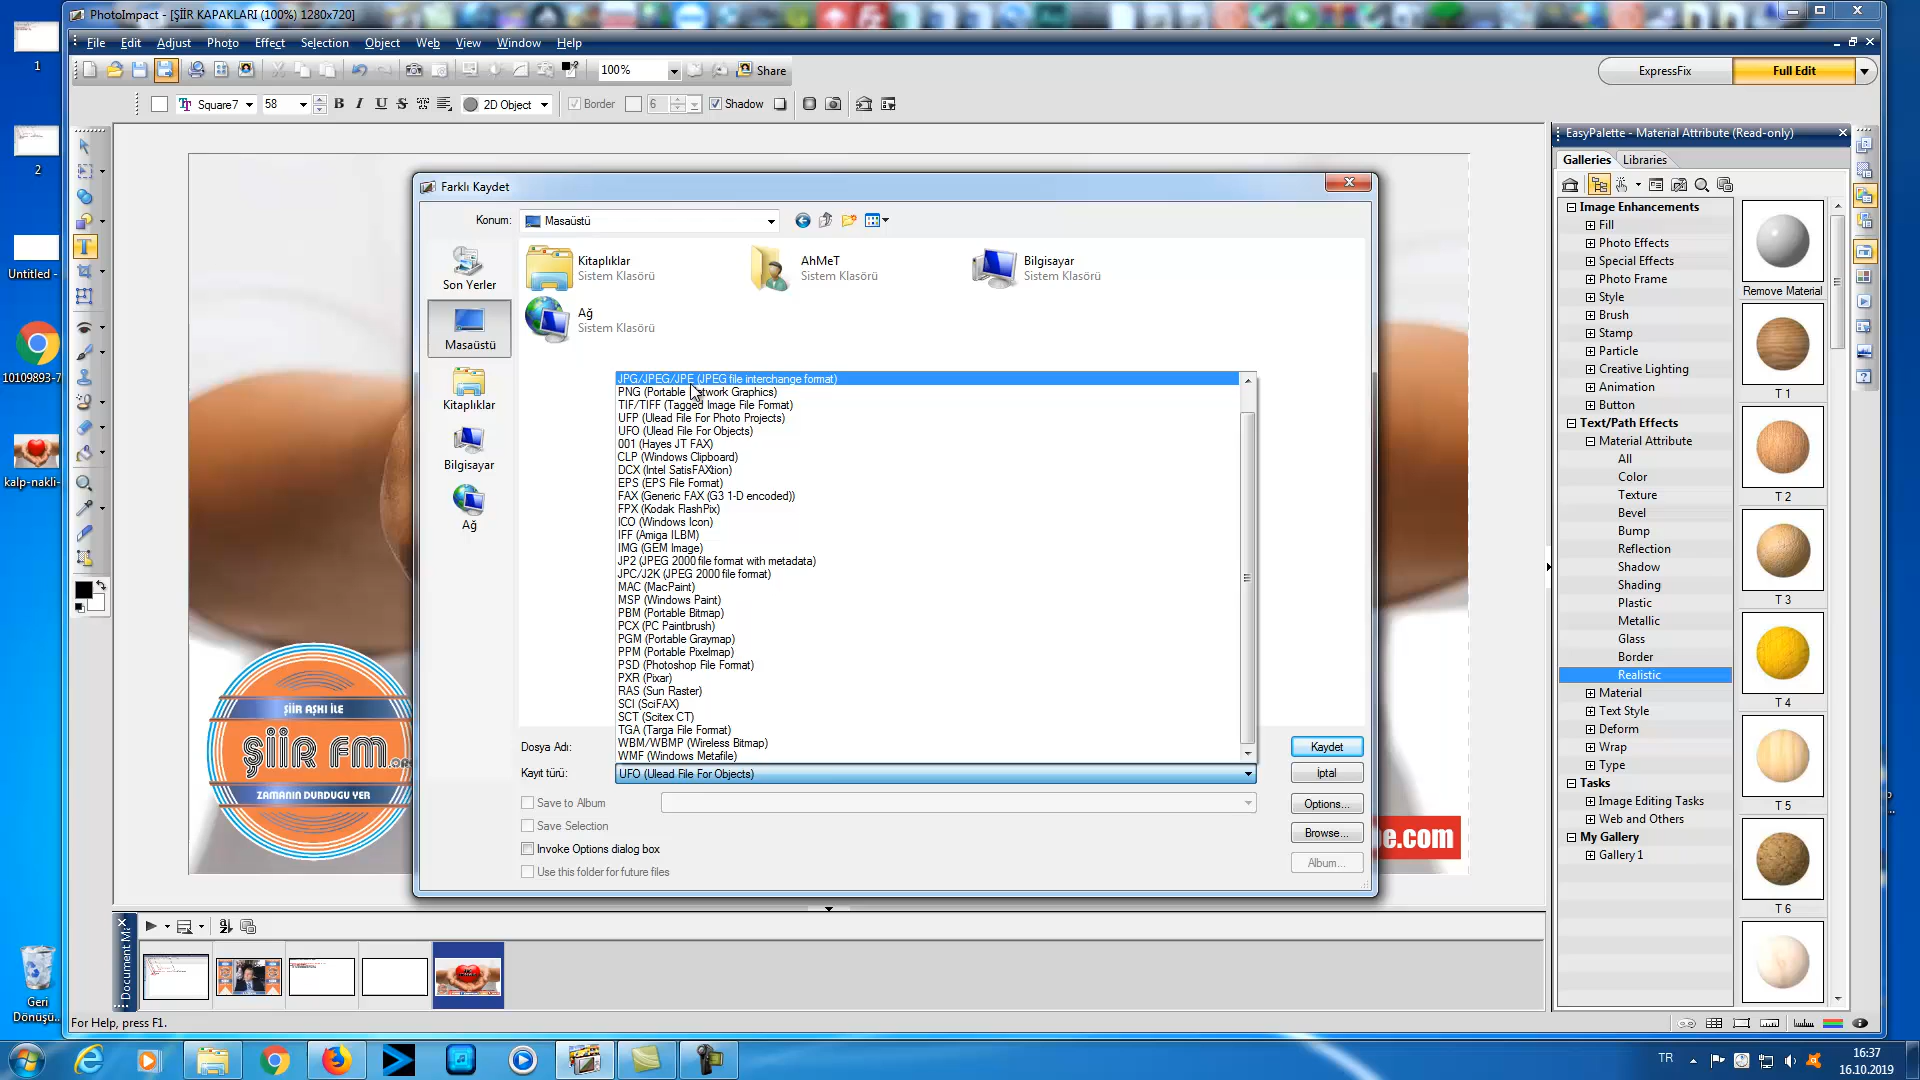 PhotoImpact - [ŞİİR KAPAKLARI (100%) 1280x720]
File Edit Adjust Photo Effect Selection Object Web View Window Help
100% Share ExpressFix Full Edit
Square7 58 B I U S 2D Object Border 6 Shadow
1
2
Untitled -
10109893-7
kalp-nakli-
Geri
Dönüşü...
Farklı Kaydet
Konum: Masaüstü
Son Yerler
Masaüstü
Kitaplıklar
Bilgisayar
Ağ
Kitaplıklar
Sistem Klasörü
AhMeT
Sistem Klasörü
Bilgisayar
Sistem Klasörü
Ağ
Sistem Klasörü
JPG/JPEG/JPE (JPEG file interchange format)
PNG (Portable Network Graphics)
TIF/TIFF (Tagged Image File Format)
UFP (Ulead File For Photo Projects)
UFO (Ulead File For Objects)
001 (Hayes JT FAX)
CLP (Windows Clipboard)
DCX (Intel SatisFAXtion)
EPS (EPS File Format)
FAX (Generic FAX (G3 1-D encoded))
FPX (Kodak FlashPix)
ICO (Windows Icon)
IFF (Amiga ILBM)
IMG (GEM Image)
JP2 (JPEG 2000 file format with metadata)
JPC/J2K (JPEG 2000 file format)
MAC (MacPaint)
MSP (Windows Paint)
PBM (Portable Bitmap)
PCX (PC Paintbrush)
PGM (Portable Graymap)
PPM (Portable Pixelmap)
PSD (Photoshop File Format)
PXR (Pixar)
RAS (Sun Raster)
SCI (SciFAX)
SCT (Scitex CT)
TGA (Targa File Format)
WBM/WBMP (Wireless Bitmap)
WMF (Windows Metafile)
Dosya Adı:
Kayıt türü: UFO (Ulead File For Objects)
Save to Album
Save Selection
Invoke Options dialog box
Use this folder for future files
Kaydet
İptal
Options...
Browse...
Album...
ŞİİR AŞKI İLE
ŞİİR FM.OR
ZAMANIN DURDUGU YER
be.com
EasyPalette - Material Attribute (Read-only)
Galleries Libraries
Image Enhancements
Fill
Photo Effects
Special Effects
Photo Frame
Style
Brush
Stamp
Particle
Creative Lighting
Animation
Button
Text/Path Effects
Material Attribute
All
Color
Texture
Bevel
Bump
Reflection
Shadow
Shading
Plastic
Metallic
Glass
Border
Realistic
Material
Text Style
Deform
Wrap
Type
Tasks
Image Editing Tasks
Web and Others
My Gallery
Gallery 1
Remove Material
T 1
T 2
T 3
T 4
T 5
T 6
Document Ma
For Help, press F1.
TR
16:37
16.10.2019